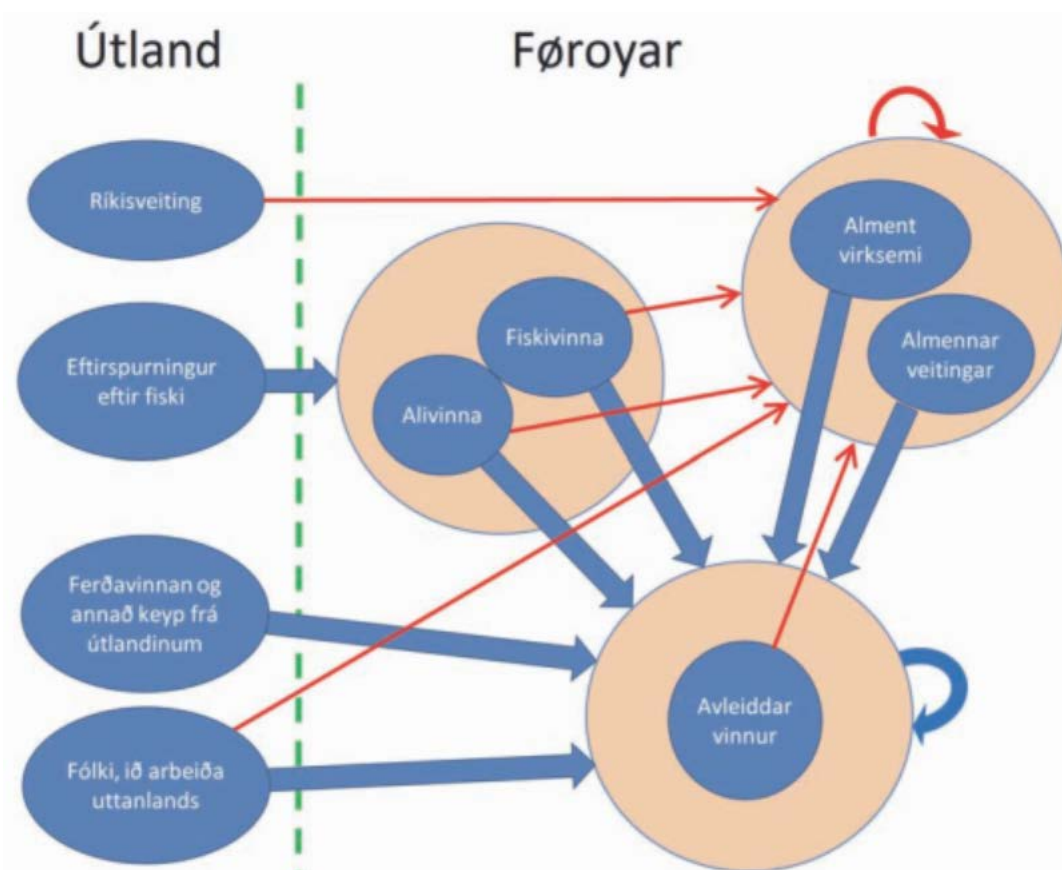 Útland
Føroyar
Ríkisveiting
Alment
virksemi
Eftirspurningur
eftir fiski
Fiskivinna
Almennar
veitingar
Alivinna
Ferðavinnan og
annað keyp frá
útlandinum
Avleiddar
vinnur
Fólki, ið arbeiða
uttanlands